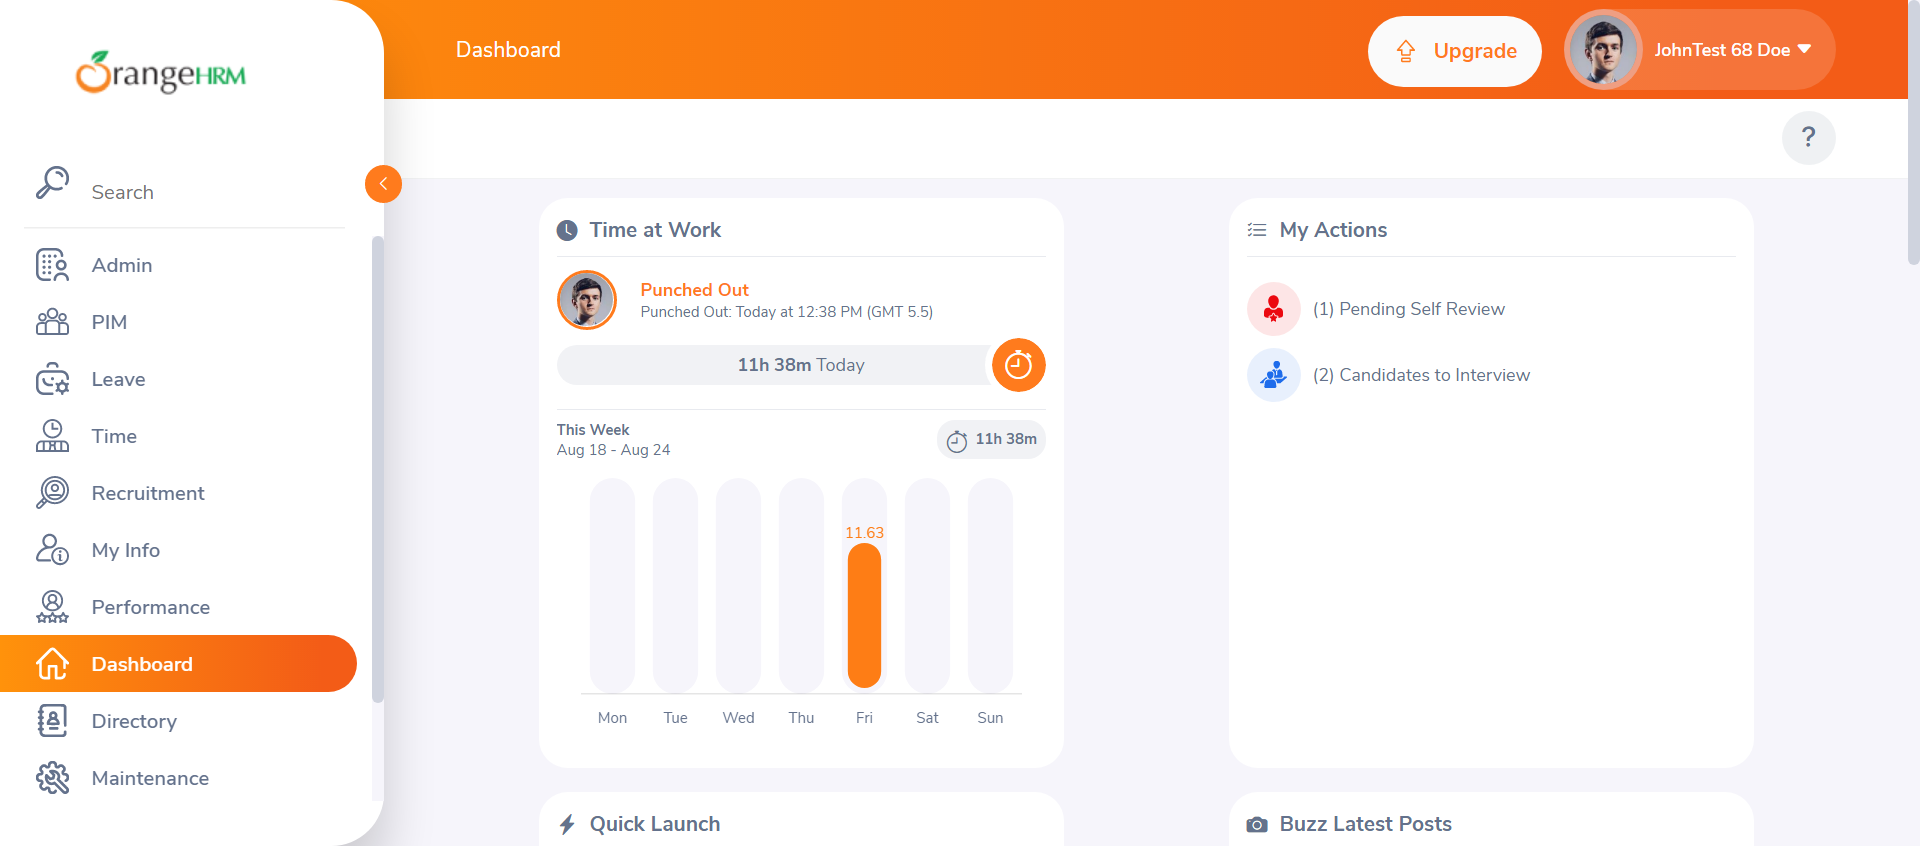 OrangeHRM
Search
Admin
PIM
Leave
Time
Recruitment
My Info
Performance
Dashboard
Directory
Maintenance
Dashboard
Upgrade
JohnTest 68 Doe
?
Time at Work
Punched Out
Punched Out: Today at 12:38 PM (GMT 5.5)
11h 38m Today
This Week
Aug 18 - Aug 24
11h 38m
11.63
Mon Tue Wed Thu Fri Sat Sun
My Actions
(1) Pending Self Review
(2) Candidates to Interview
Quick Launch
Buzz Latest Posts